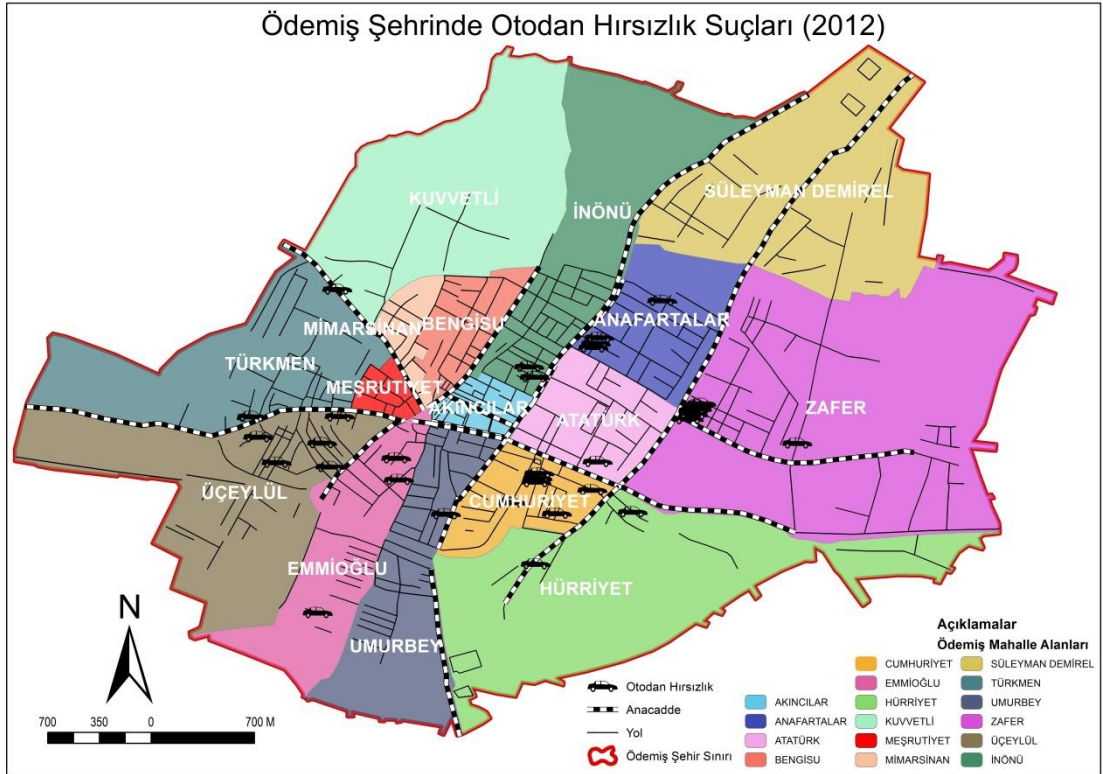 Ödemiş Şehrinde Otodan Hırsızlık Suçları (2012)
KUVVETLİ
SÜLEYMAN DEMİREL
İNÖNÜ
MİMARSİNAN
BENGİSU
ANAFARTALAR
TÜRKMEN
MEŞRUTİYET
AKINCILAR
ATATÜRK
ZAFER
ÜÇEYLÜL
CUMHURİYET
EMMİOĞLU
HÜRRİYET
UMURBEY
N
700 350 0 700 M
Otodan Hırsızlık
Anacadde
Yol
Ödemiş Şehir Sınırı
Açıklamalar
Ödemiş Mahalle Alanları
AKINCILAR
ANAFARTALAR
ATATÜRK
BENGİSU
CUMHURİYET
EMMİOĞLU
HÜRRİYET
KUVVETLİ
MEŞRUTİYET
MİMARSİNAN
SÜLEYMAN DEMİREL
TÜRKMEN
UMURBEY
ZAFER
ÜÇEYLÜL
İNÖNÜ